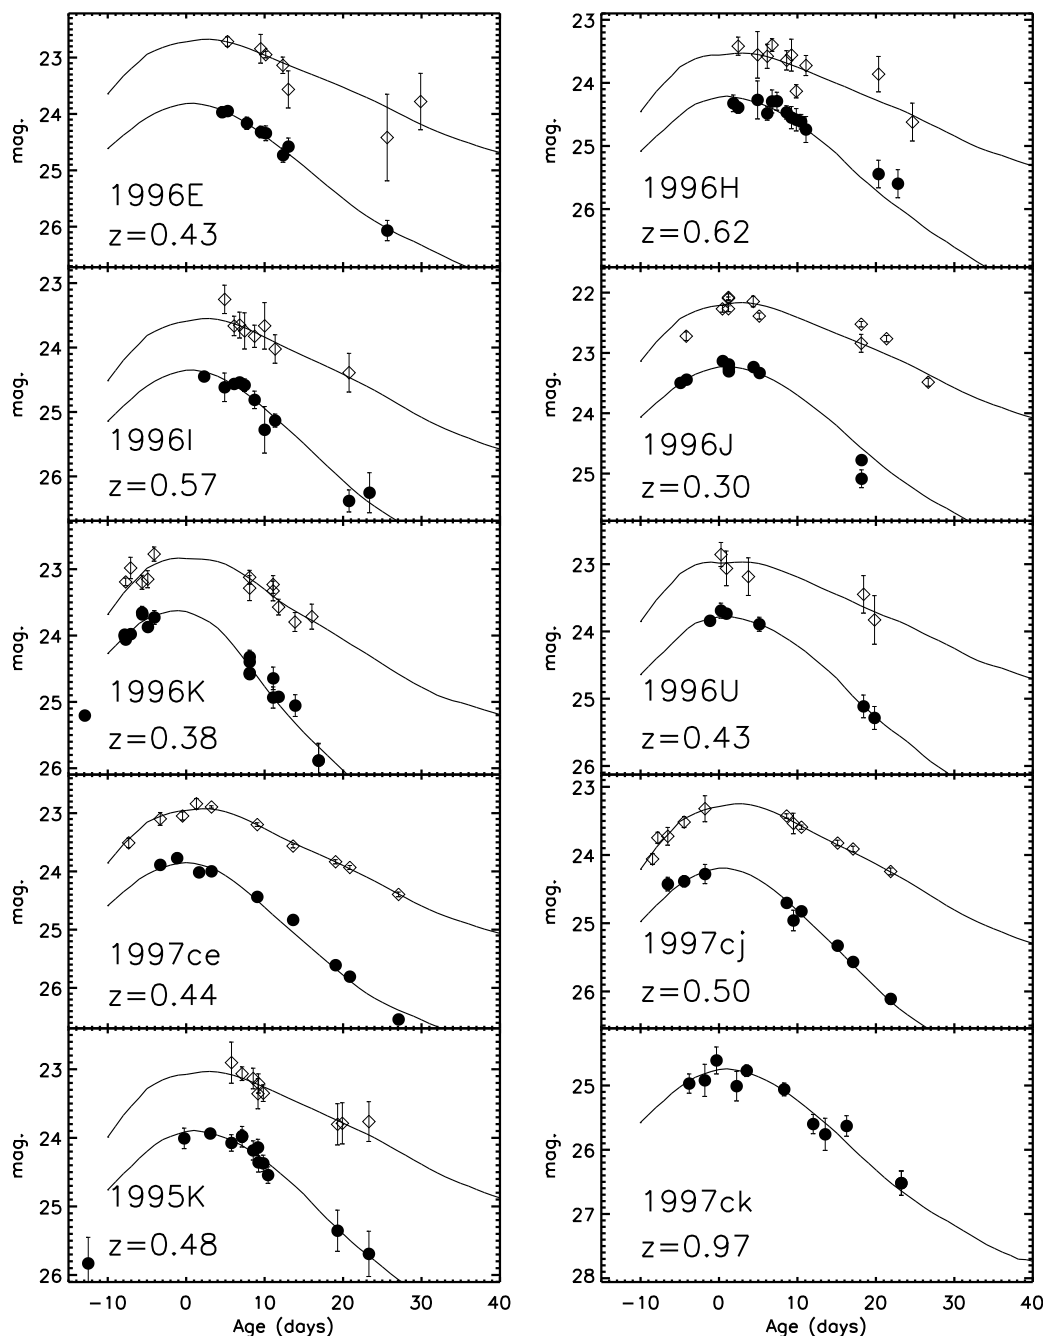 23
24
25
26
mag.
1996E
z=0.43
23
24
25
26
mag.
1996H
z=0.62
23
24
25
26
mag.
1996I
z=0.57
22
23
24
25
mag.
1996J
z=0.30
23
24
25
26
mag.
1996K
z=0.38
23
24
25
26
mag.
1996U
z=0.43
23
24
25
26
mag.
1997ce
z=0.44
23
24
25
26
mag.
1997cj
z=0.50
23
24
25
26
mag.
1995K
z=0.48
−10 0 10 20 30
Age (days)
25
26
27
28
mag.
1997ck
z=0.97
−10 0 10 20 30 40
Age (days)